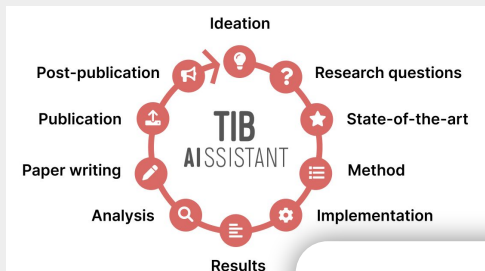 Ideation
Research questions
State-of-the-art
Method
Implementation
Results
Analysis
Paper writing
Publication
Post-publication
TIB
AISSISTANT